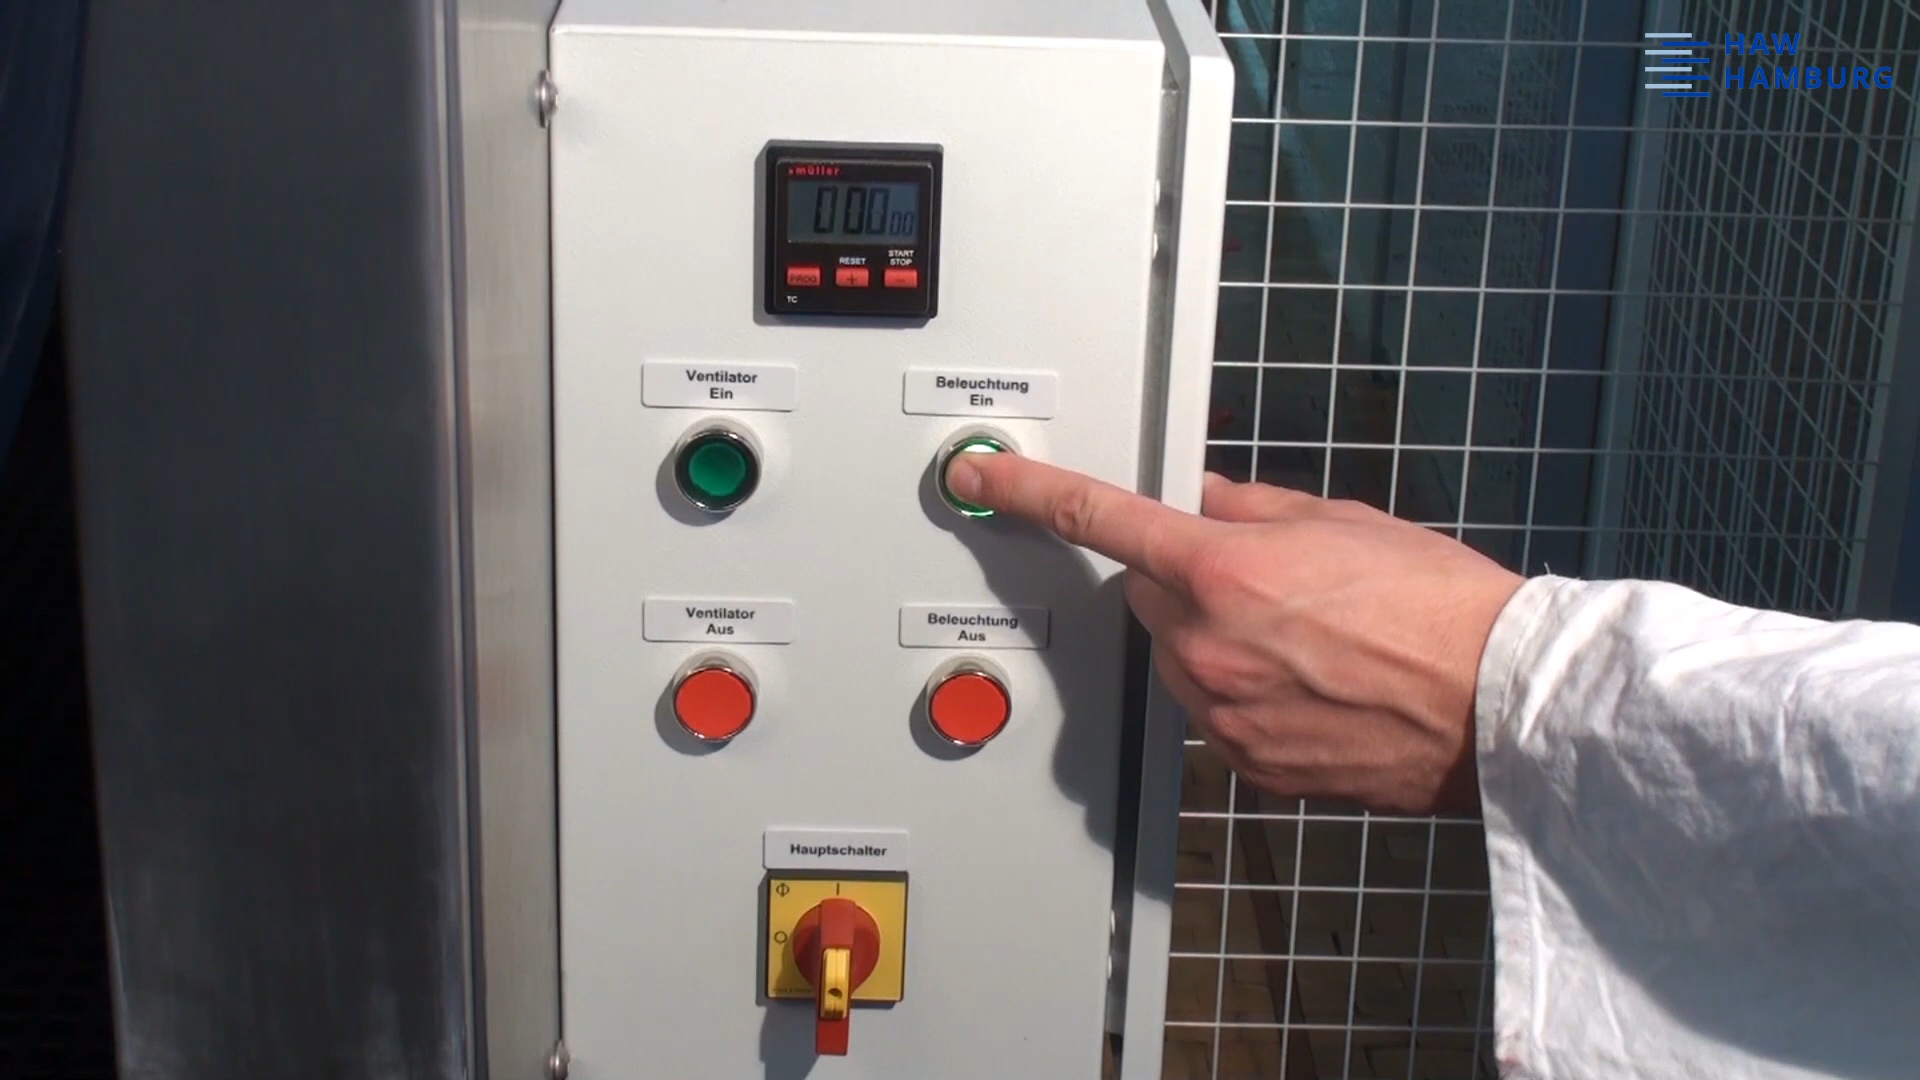 HAW
HAMBURG
müller
000 00
RESET
START
STOP
PROG
+
-
TC
Ventilator
Ein
Beleuchtung
Ein
Ventilator
Aus
Beleuchtung
Aus
Hauptschalter
I
O